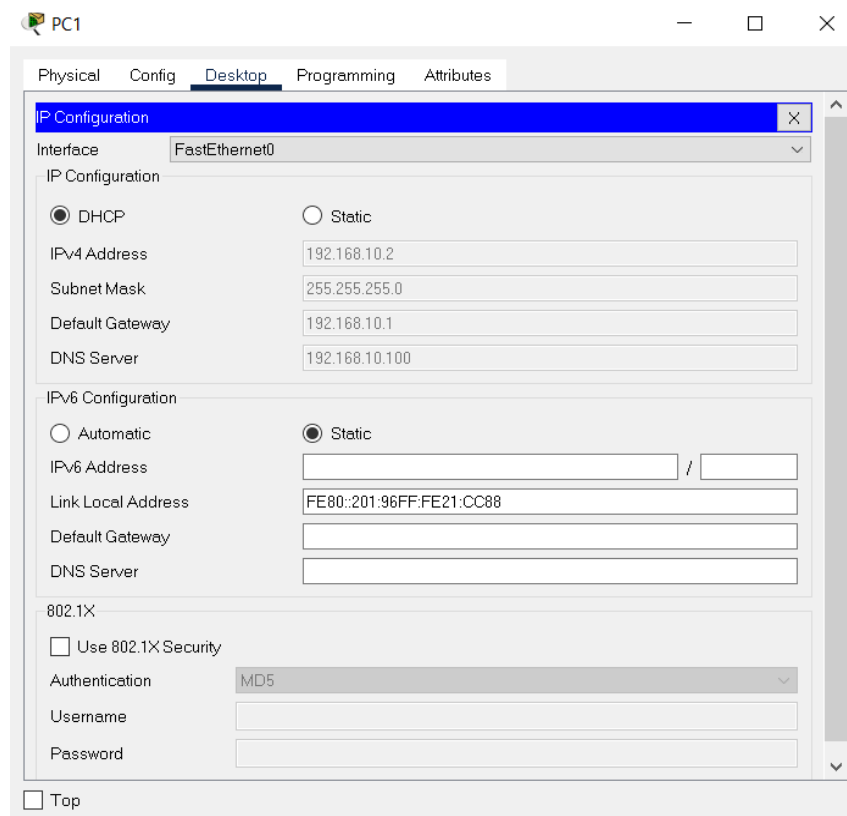 PC1
Physical Config Desktop Programming Attributes
IP Configuration X
Interface FastEthernet0
IP Configuration
DHCP Static
IPv4 Address 192.168.10.2
Subnet Mask 255.255.255.0
Default Gateway 192.168.10.1
DNS Server 192.168.10.100
IPv6 Configuration
Automatic Static
IPv6 Address /
Link Local Address FE80::201:96FF:FE21:CC88
Default Gateway
DNS Server
802.1X
Use 802.1X Security
Authentication MD5
Username
Password
Top